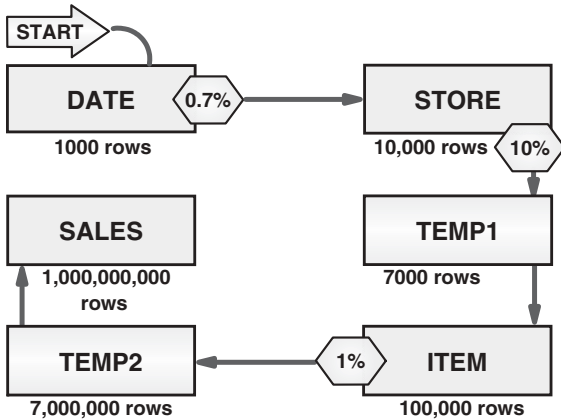 START
DATE
0.7%
1000 rows
STORE
10,000 rows
10%
TEMP1
7000 rows
ITEM
100,000 rows
1%
TEMP2
7,000,000 rows
SALES
1,000,000,000
rows